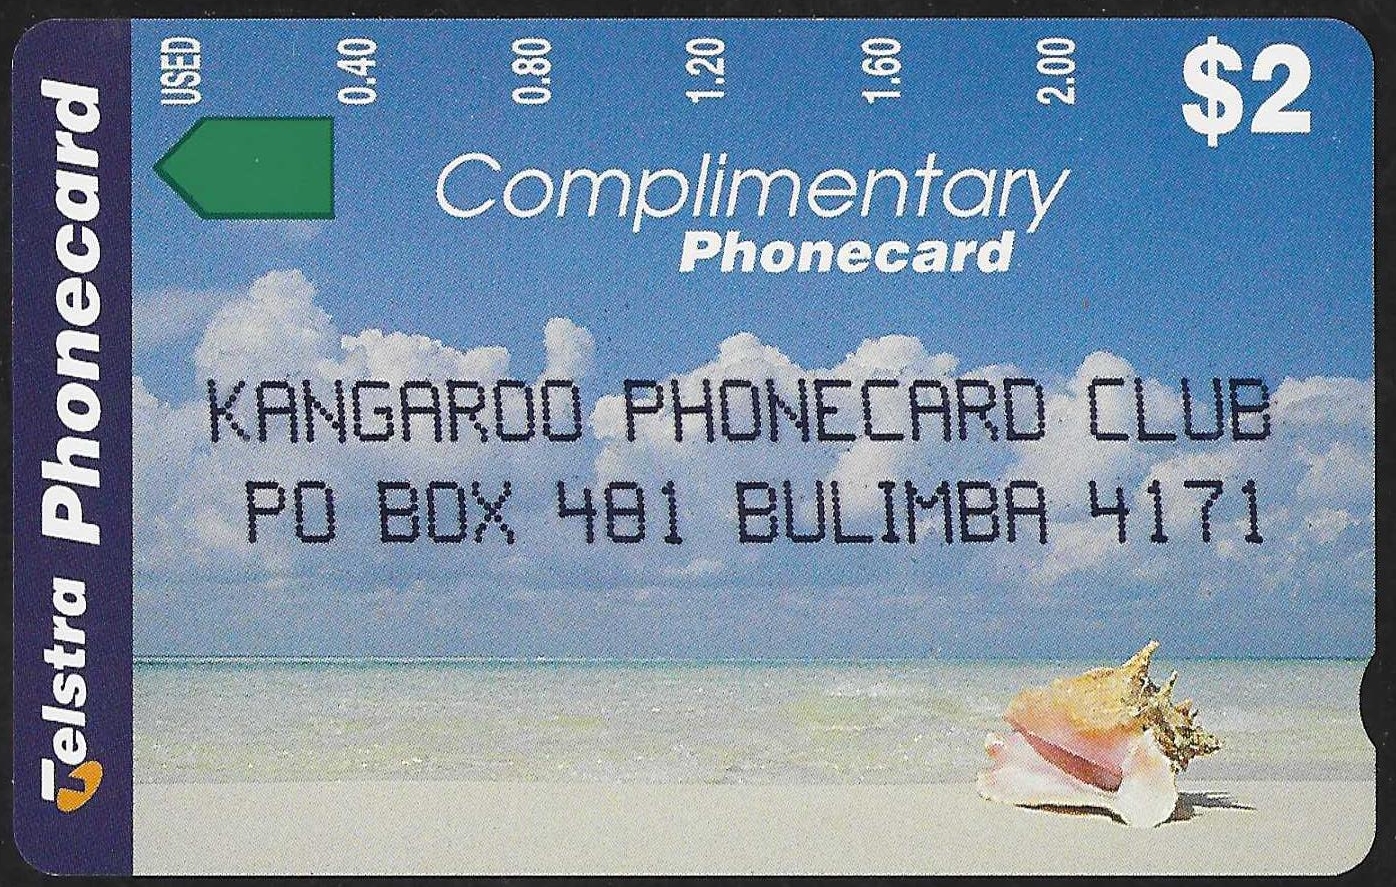 Telstra Phonecard
USED 0.40 0.80 1.20 1.60 2.00
$2
Complimentary
Phonecard
KANGAROO PHONECARD CLUB
PO BOX 481 BULIMBA 4171